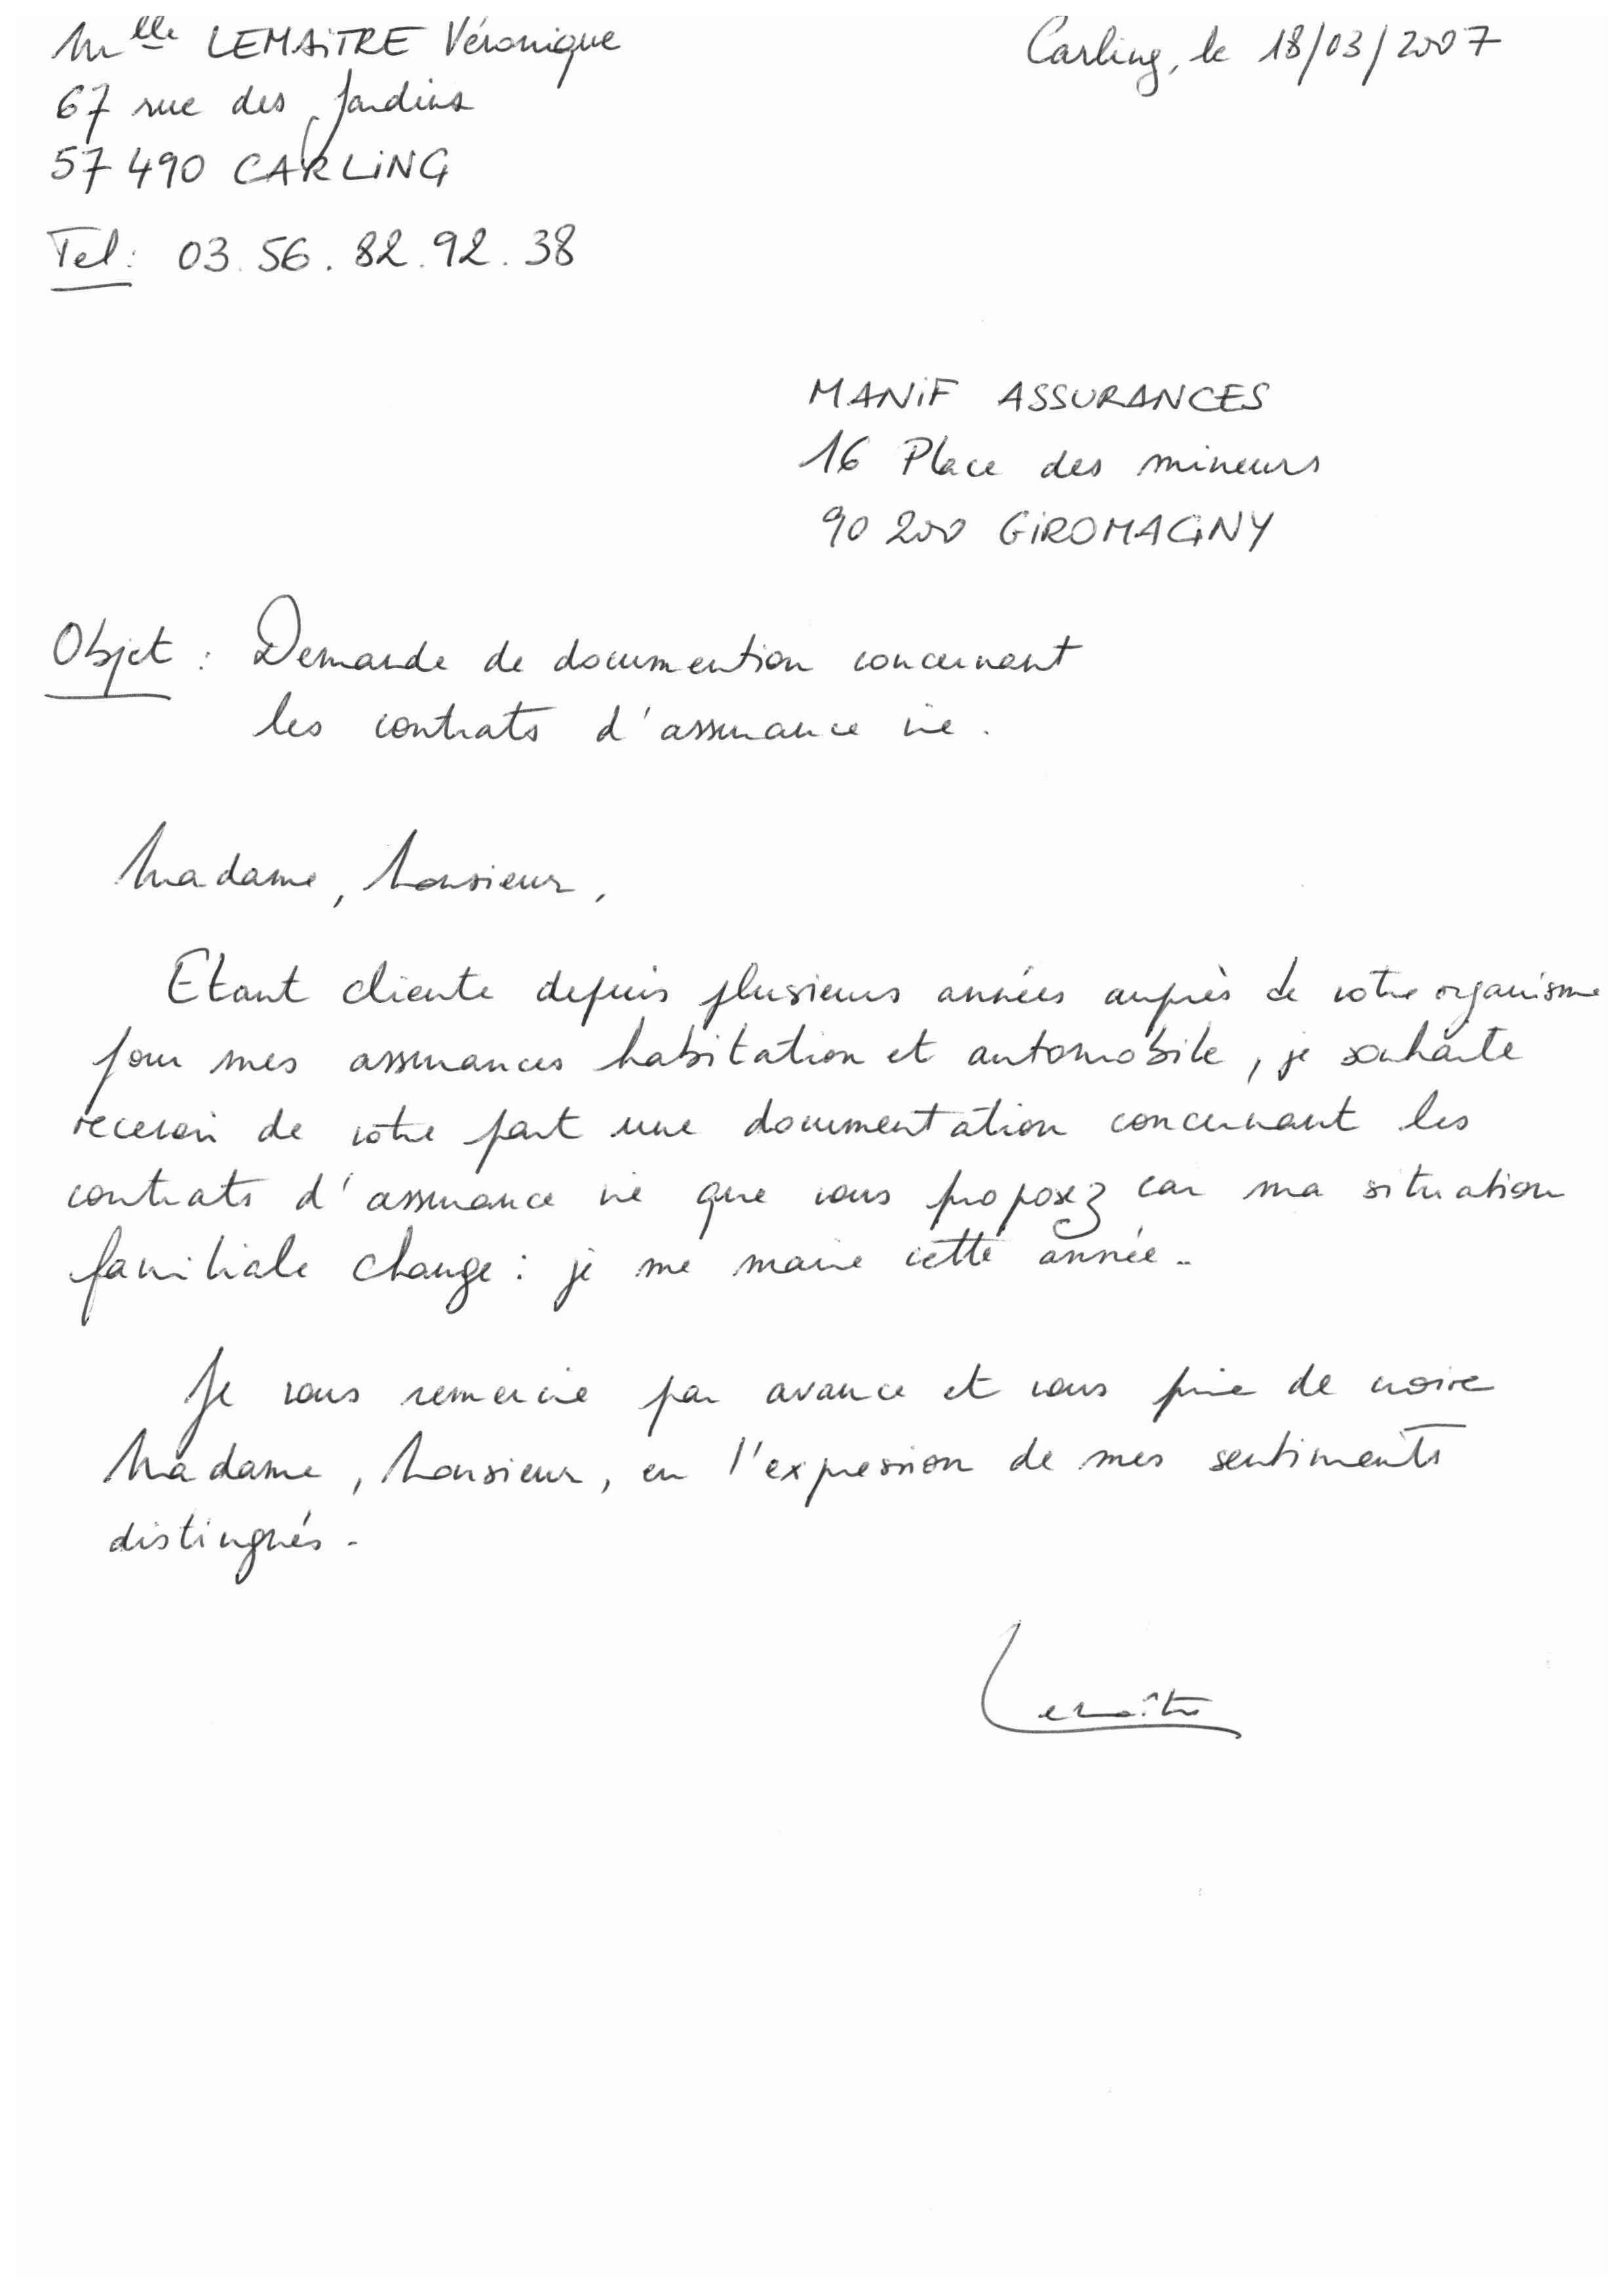 Mlle LEMAiTRE Véronique
Carling, le 18/03/2007
67 rue des Jardins
57 490 CARLiNG
Tel: 03.56.82.92.38
MANiF ASSURANCES
16 Place des mineurs
90 200 GiROMAGNY
Objet : Demande de documention concernant
les contrats d'assurance vie.
Madame, Monsieur,
Etant cliente depuis plusieurs années auprès de votre organisme
pour mes assurances habitation et automobile, je souhaite
recevoir de votre part une documentation concernant les
contrats d'assurance vie que vous proposez car ma situation
familiale change : je me marie cette année..
Je vous remercie par avance et vous prie de croire
Madame, Monsieur, en l'expression de mes sentiments
distingués.
Lemaître